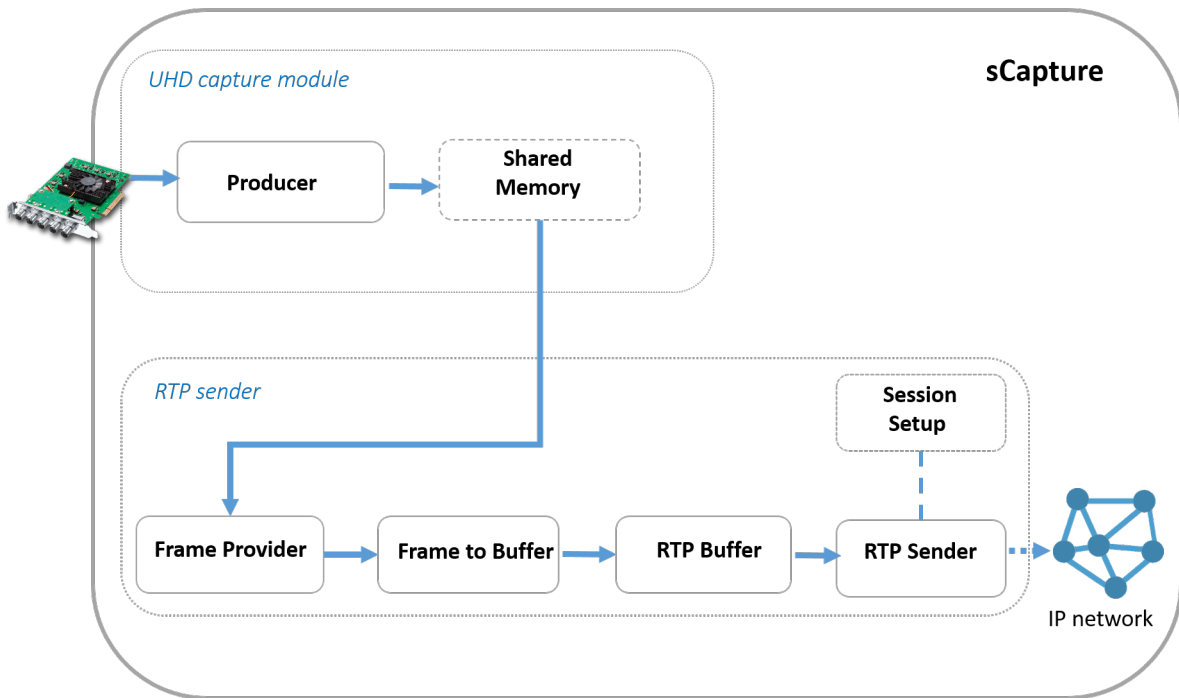 sCapture
UHD capture module
Producer
Shared
Memory
RTP sender
Session
Setup
Frame Provider
Frame to Buffer
RTP Buffer
RTP Sender
IP network